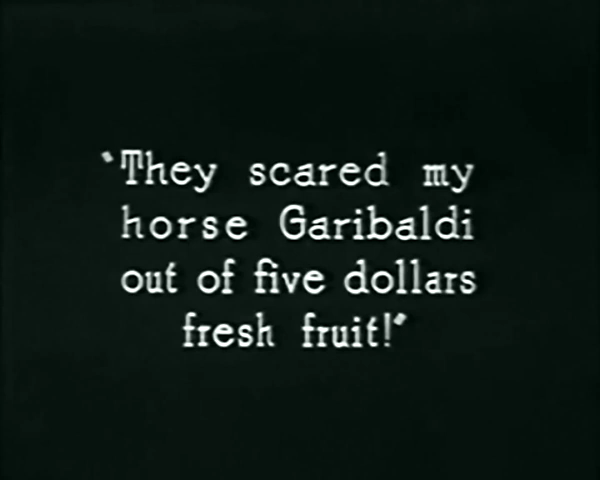 "They scared my
horse Garibaldi
out of five dollars
fresh fruit!"